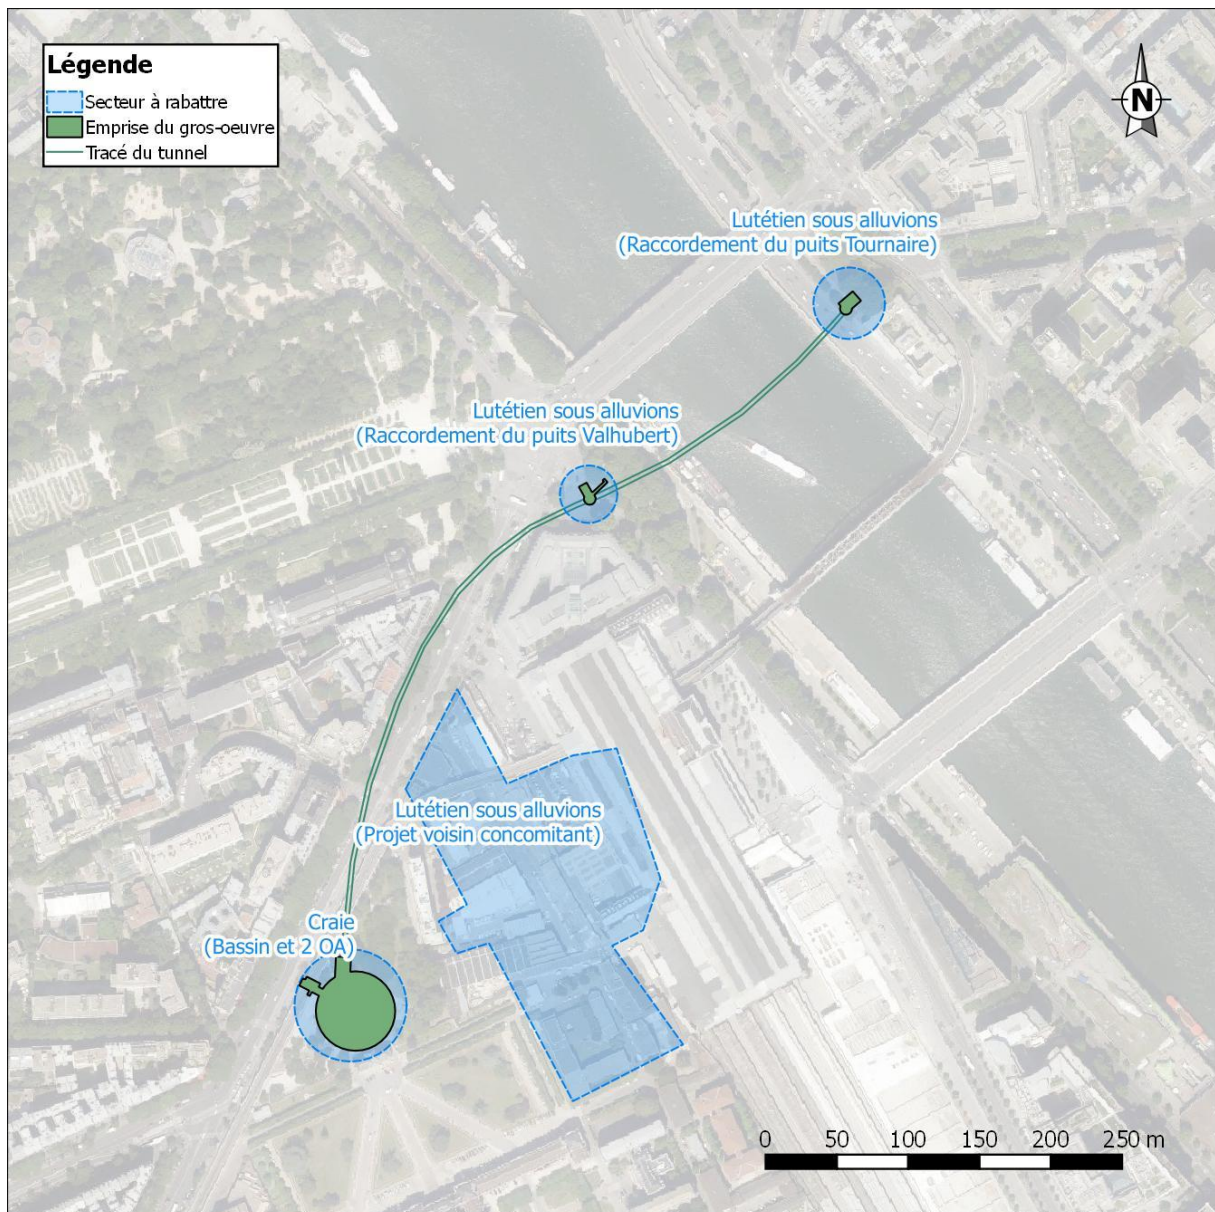 Légende
Secteur à rabattre
Emprise du gros-oeuvre
Tracé du tunnel
N
Lutétien sous alluvions
(Raccordement du puits Tournaire)
Lutétien sous alluvions
(Raccordement du puits Valhubert)
Lutétien sous alluvions
(Projet voisin concomitant)
Craie
(Bassin et 2 OA)
0 50 100 150 200 250 m